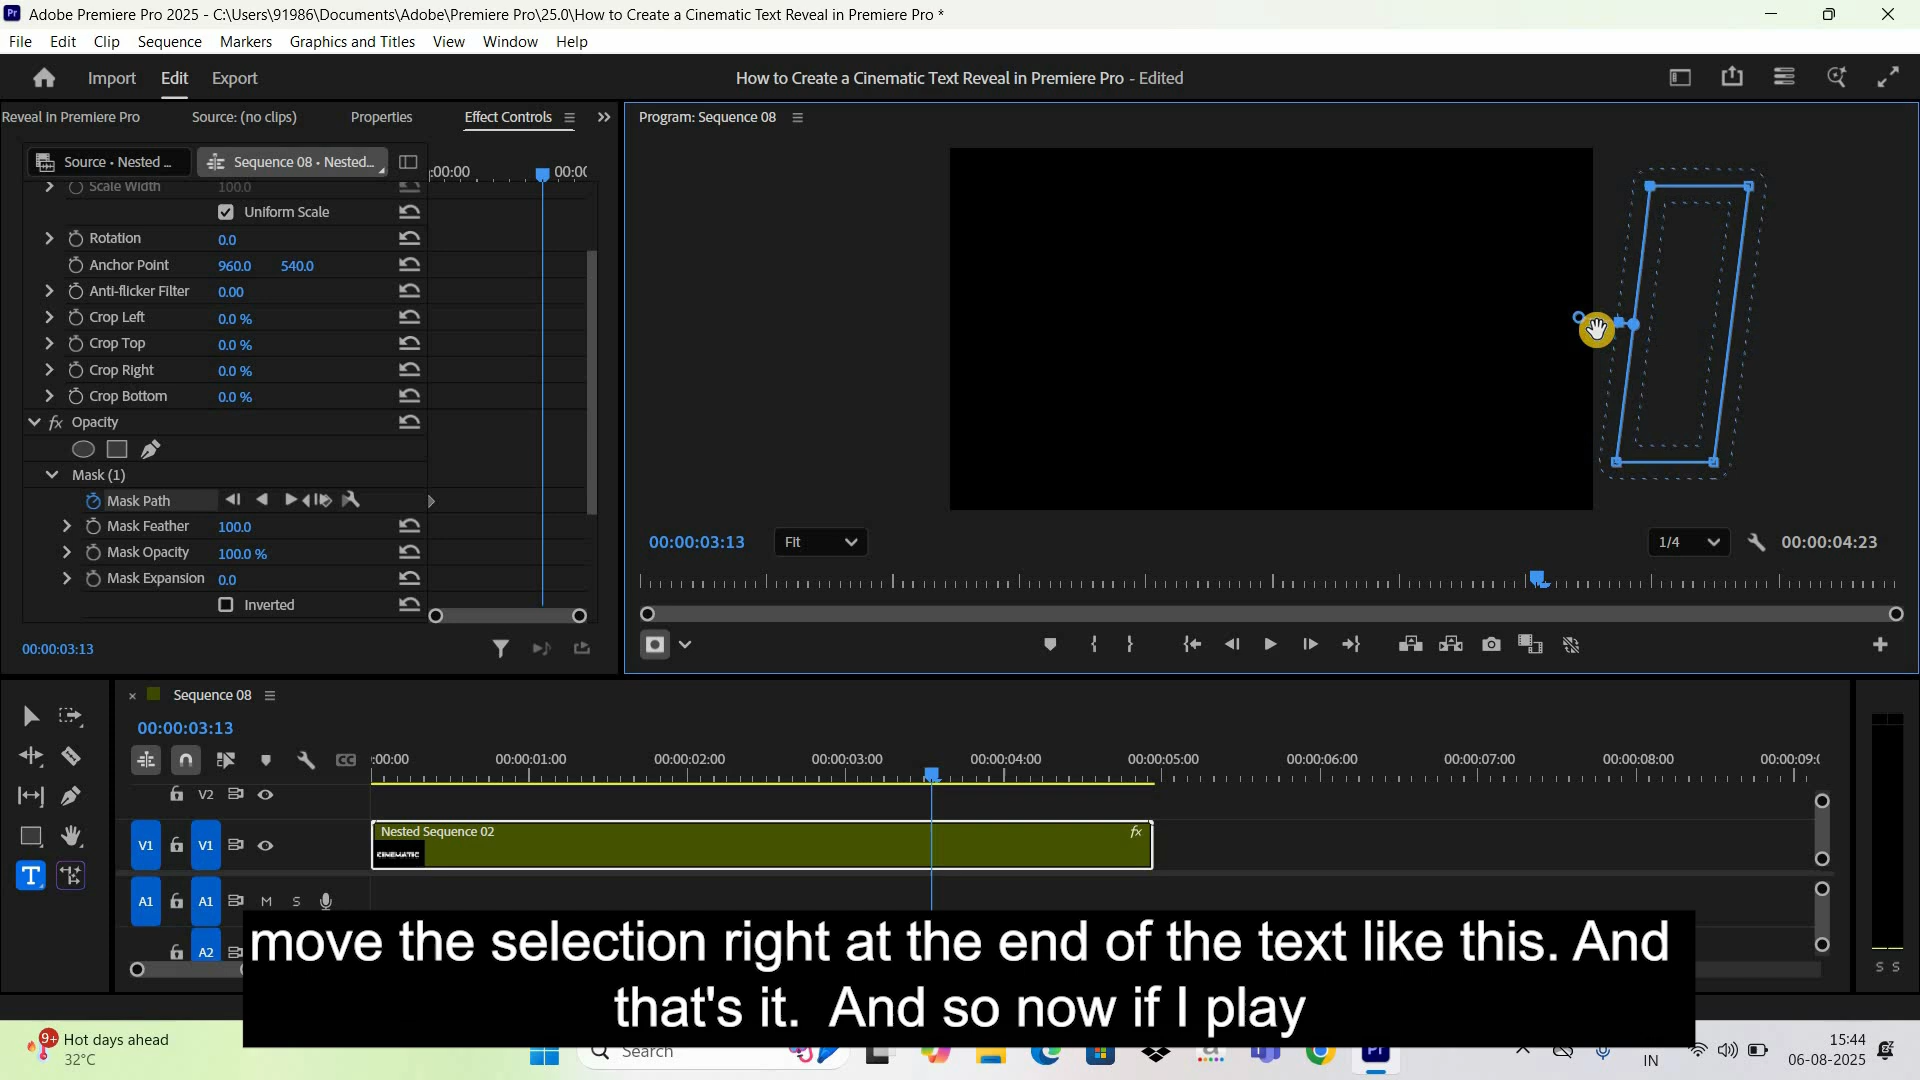 Adobe Premiere Pro 2025 - C:\Users\91986\Documents\Adobe\Premiere Pro\25.0\How to Create a Cinematic Text Reveal in Premiere Pro *
File Edit Clip Sequence Markers Graphics and Titles View Window Help
Import Edit Export How to Create a Cinematic Text Reveal in Premiere Pro - Edited
Reveal In Premiere Pro Source: (no clips) Properties Effect Controls
Program: Sequence 08
Source • Nested ... Sequence 08 • Nested... :00:00 00:0(
Scale Width 100.0
Uniform Scale
Rotation 0.0
Anchor Point 960.0 540.0
Anti-flicker Filter 0.00
Crop Left 0.0 %
Crop Top 0.0 %
Crop Right 0.0 %
Crop Bottom 0.0 %
fx Opacity
Mask (1)
Mask Path
Mask Feather 100.0
Mask Opacity 100.0 %
Mask Expansion 0.0
Inverted
00:00:03:13
00:00:03:13 Fit 1/4 00:00:04:23
Sequence 08
00:00:03:13
:00:00 00:00:01:00 00:00:02:00 00:00:03:00 00:00:04:00 00:00:05:00 00:00:06:00 00:00:07:00 00:00:08:00 00:00:09:(
V2
V1 V1
Nested Sequence 02 fx
CINEMATIC
A1 A1 M S
A2
S S
move the selection right at the end of the text like this. And
that's it. And so now if I play
9+ Hot days ahead
32°C
Search
IN
15:44
06-08-2025